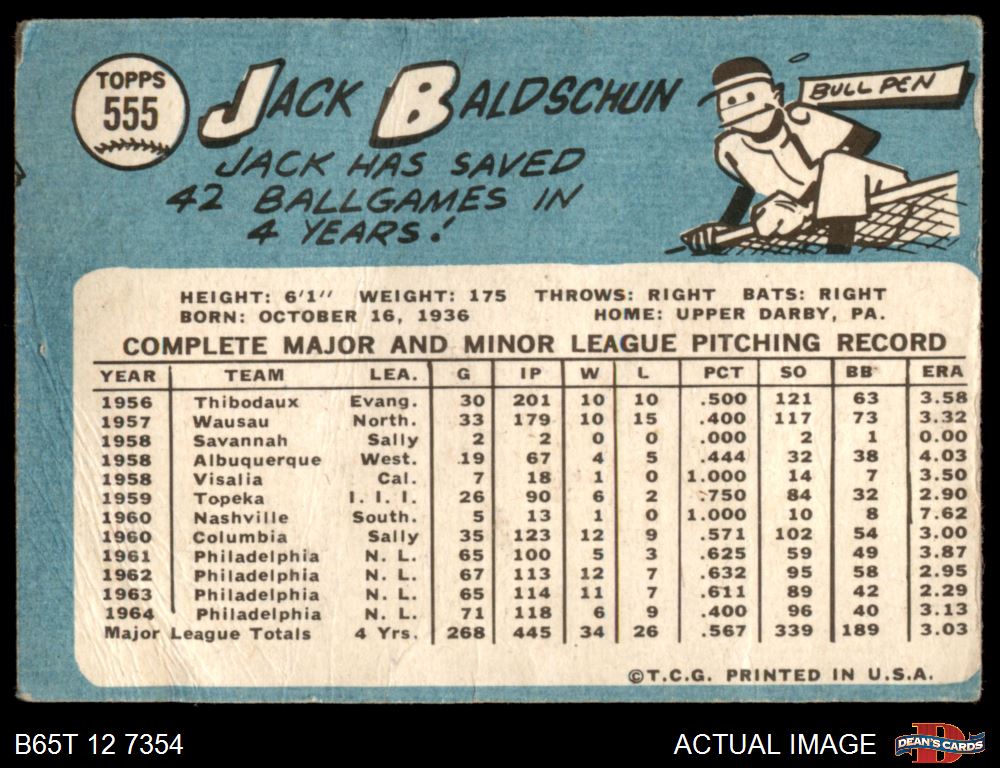 TOPPS
555
JACK BALDSCHUN
JACK HAS SAVED
42 BALLGAMES IN
4 YEARS!
BULL PEN
HEIGHT: 6'1" WEIGHT: 175 THROWS: RIGHT BATS: RIGHT
BORN: OCTOBER 16, 1936 HOME: UPPER DARBY, PA.
COMPLETE MAJOR AND MINOR LEAGUE PITCHING RECORD
YEAR TEAM LEA. G IP W L PCT SO BB ERA
1956 Thibodaux Evang. 30 201 10 10 .500 121 63 3.58
1957 Wausau North. 33 179 10 15 .400 117 73 3.32
1958 Savannah Sally 2 2 0 0 .000 2 1 0.00
1958 Albuquerque West. 19 67 4 5 .444 32 38 4.03
1958 Visalia Cal. 7 18 1 0 1.000 14 7 3.50
1959 Topeka I. I. I. 26 90 6 2 .750 84 32 2.90
1960 Nashville South. 5 13 1 0 1.000 10 8 7.62
1960 Columbia Sally 35 123 12 9 .571 102 54 3.00
1961 Philadelphia N. L. 65 100 5 3 .625 59 49 3.87
1962 Philadelphia N. L. 67 113 12 7 .632 95 58 2.95
1963 Philadelphia N. L. 65 114 11 7 .611 89 42 2.29
1964 Philadelphia N. L. 71 118 6 9 .400 96 40 3.13
Major League Totals 4 Yrs. 268 445 34 26 .567 339 189 3.03
©T.C.G. PRINTED IN U.S.A.
B65T 12 7354
ACTUAL IMAGE
D
DEAN'S CARDS